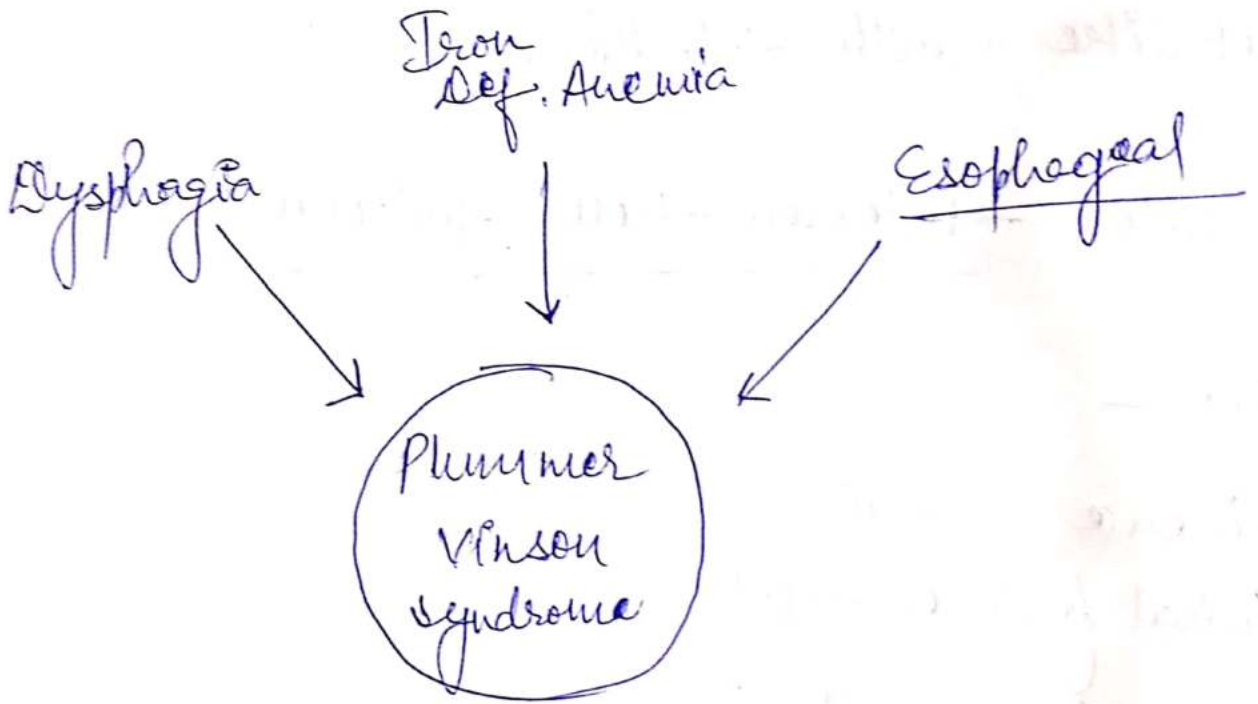 Iron
Def. Anemia
Dysphagia
Esophageal
Plummer
Vinson
syndrome